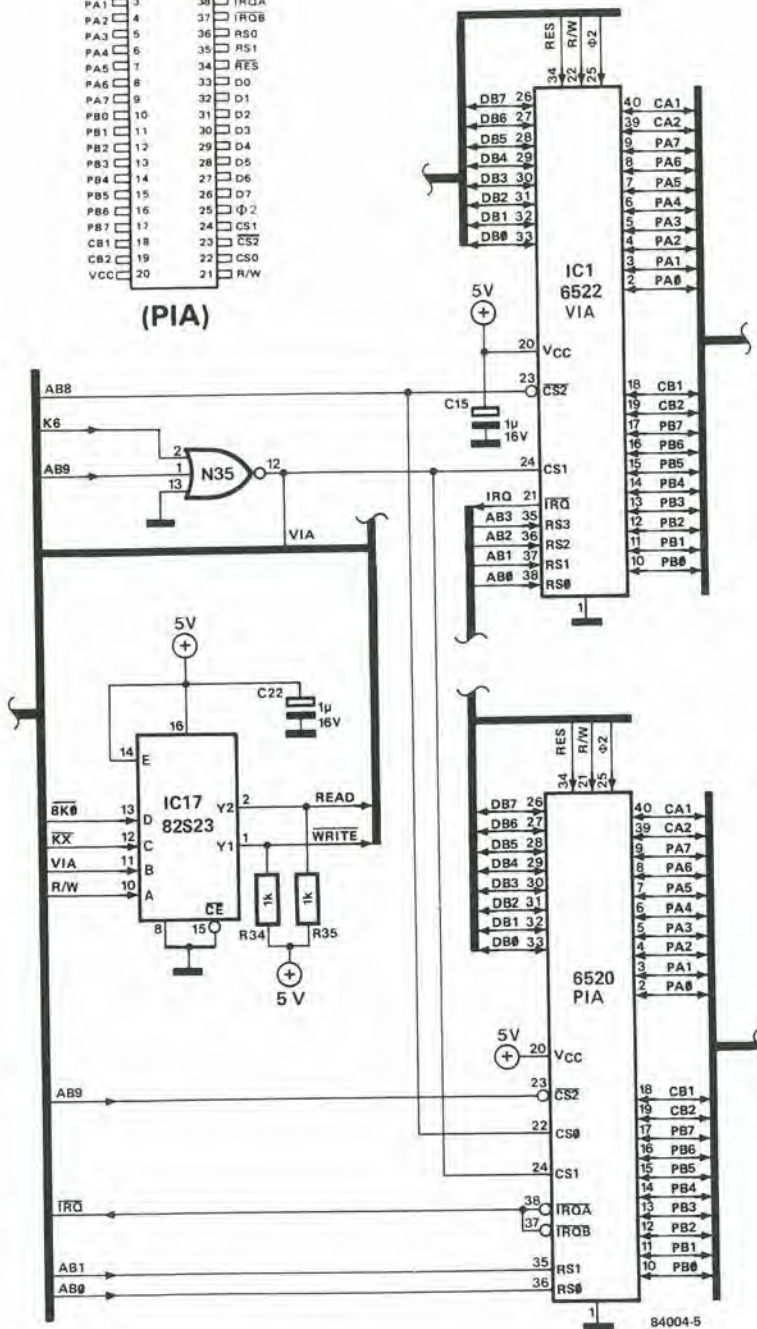 PA1 3 38 IRQA
PA2 4 37 IRQB
PA3 5 36 RS0
PA4 6 35 RS1
PA5 7 34 RES
PA6 8 33 D0
PA7 9 32 D1
PB0 10 31 D2
PB1 11 30 D3
PB2 12 29 D4
PB3 13 28 D5
PB4 14 27 D6
PB5 15 26 D7
PB6 16 25 Φ2
PB7 17 24 CS1
CB1 18 23 CS2
CB2 19 22 CS0
VCC 20 21 R/W
(PIA)
RES R/W Φ2
34 22 25
DB7 26
DB6 27
DB5 28
DB4 29
DB3 30
DB2 31
DB1 32
DB0 33
IC1
6522
VIA
40 CA1
39 CA2
9 PA7
8 PA6
7 PA5
6 PA4
5 PA3
4 PA2
3 PA1
2 PA0
5V
20 VCC
23 CS2
C15
1µ
16V
24 CS1
IRQ 21 IRQ
AB3 35 RS3
AB2 36 RS2
AB1 37 RS1
AB0 38 RS0
1
18 CB1
19 CB2
17 PB7
16 PB6
15 PB5
14 PB4
13 PB3
12 PB2
11 PB1
10 PB0
AB8
K6
AB9
2
1
13
N35
12
VIA
5V
C22
1µ
16V
16
14 E
IC17
82S23
8K0 13 D
KX 12 C
VIA 11 B
R/W 10 A
Y2 2 READ
Y1 1 WRITE
8 15 CE
1k 1k
R34 R35
5 V
RES R/W Φ2
34 21 25
DB7 26
DB6 27
DB5 28
DB4 29
DB3 30
DB2 31
DB1 32
DB0 33
6520
PIA
40 CA1
39 CA2
9 PA7
8 PA6
7 PA5
6 PA4
5 PA3
4 PA2
3 PA1
2 PA0
5V
20 VCC
AB9 23 CS2
22 CS0
24 CS1
IRQ 38 IRQA
37 IRQB
AB1 35 RS1
AB0 36 RS0
1
18 CB1
19 CB2
17 PB7
16 PB6
15 PB5
14 PB4
13 PB3
12 PB2
11 PB1
10 PB0
84004-5